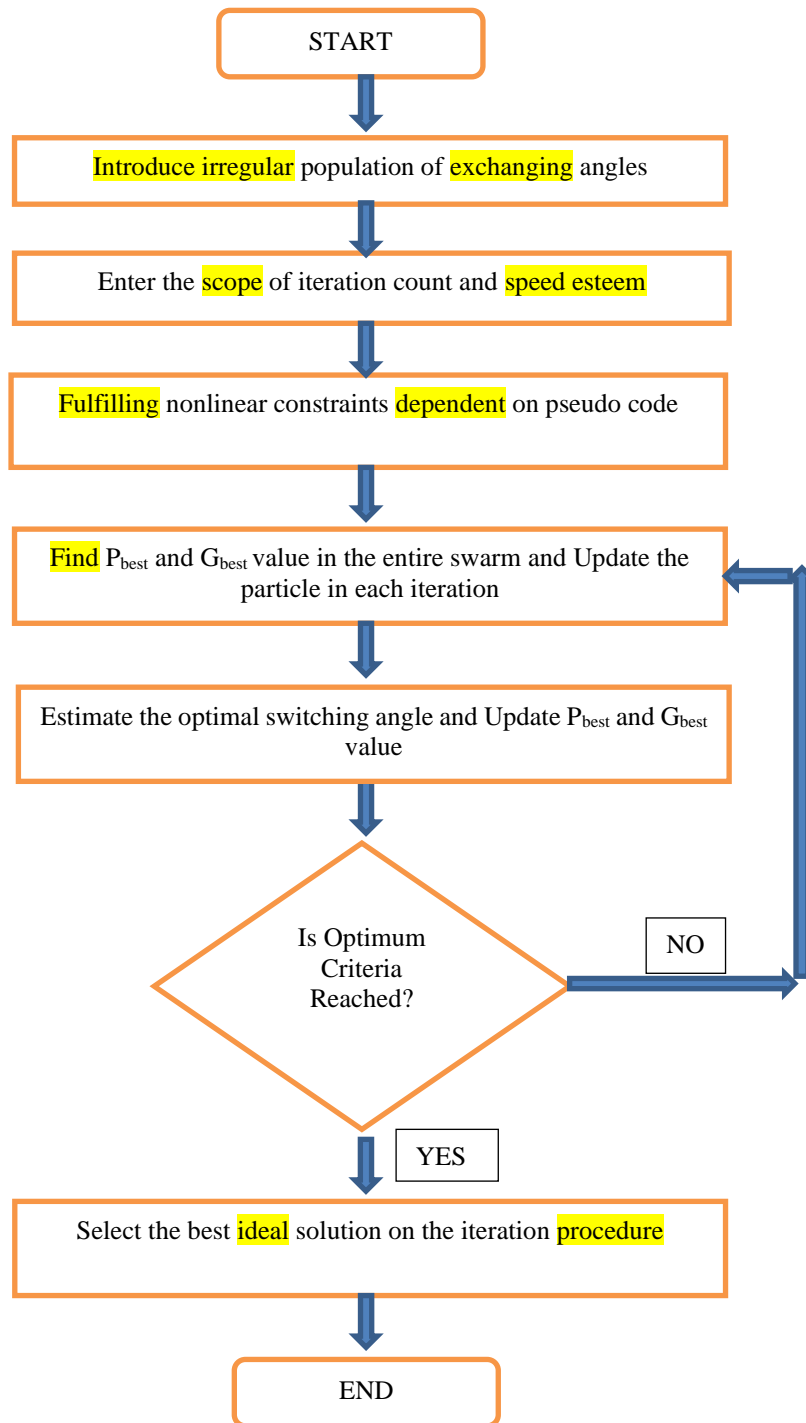 START
Introduce irregular population of exchanging angles
Enter the scope of iteration count and speed esteem
Fulfilling nonlinear constraints dependent on pseudo code
Find Pbest and Gbest value in the entire swarm and Update the
particle in each iteration
Estimate the optimal switching angle and Update Pbest and Gbest
value
Is Optimum
Criteria
Reached?
NO
YES
Select the best ideal solution on the iteration procedure
END